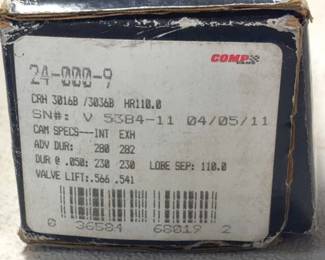 COMP
CAMS
24-000-9
CRH 3016B /3036B HR110.0
SN#: V 5384-11 04/05/11
CAM SPECS---INT EXH
ADV DUR: 280 282
DUR @ .050: 230 230 LOBE SEP: 110.0
VALVE LIFT:.566 .541
0 36584 68019 2